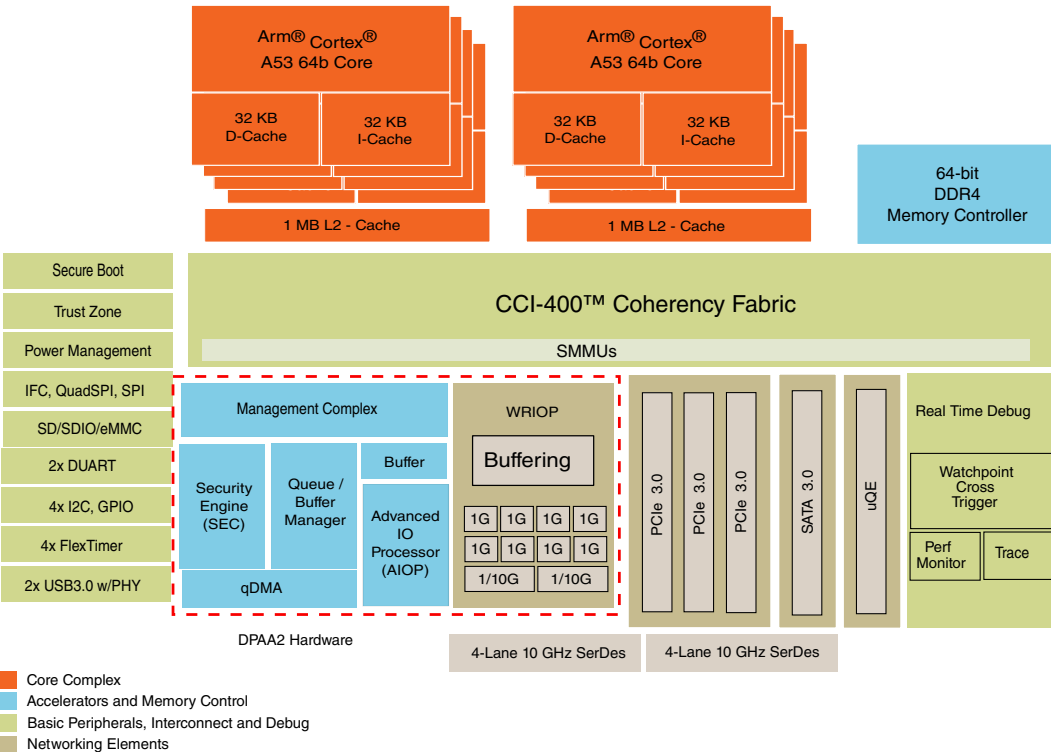 Arm® Cortex®
A53 64b Core
32 KB
D-Cache
32 KB
I-Cache
1 MB L2 - Cache
Arm® Cortex®
A53 64b Core
32 KB
D-Cache
32 KB
I-Cache
1 MB L2 - Cache
64-bit
DDR4
Memory Controller
Secure Boot
Trust Zone
Power Management
IFC, QuadSPI, SPI
SD/SDIO/eMMC
2x DUART
4x I2C, GPIO
4x FlexTimer
2x USB3.0 w/PHY
CCI-400™ Coherency Fabric
SMMUs
Management Complex
Security
Engine
(SEC)
Queue /
Buffer
Manager
Buffer
Advanced
IO
Processor
(AIOP)
qDMA
WRIOP
Buffering
1G 1G 1G 1G
1G 1G 1G 1G
1/10G 1/10G
DPAA2 Hardware
PCIe 3.0
PCIe 3.0
PCIe 3.0
SATA 3.0
uQE
Real Time Debug
Watchpoint
Cross
Trigger
Perf
Monitor
Trace
4-Lane 10 GHz SerDes
4-Lane 10 GHz SerDes
Core Complex
Accelerators and Memory Control
Basic Peripherals, Interconnect and Debug
Networking Elements